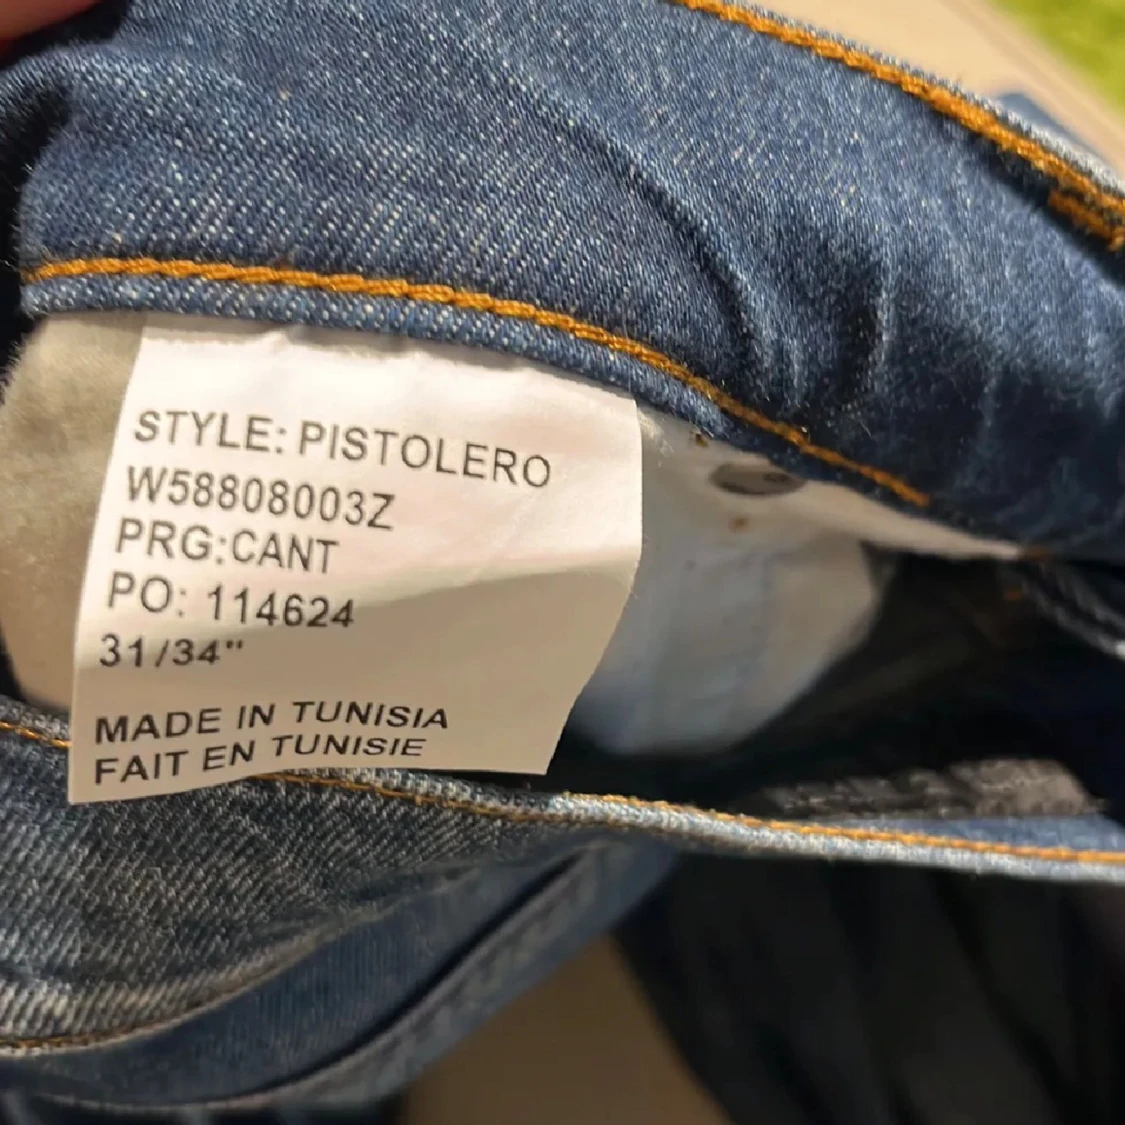 STYLE: PISTOLERO
W58808003Z
PRG:CANT
PO: 114624
31/34"
MADE IN TUNISIA
FAIT EN TUNISIE